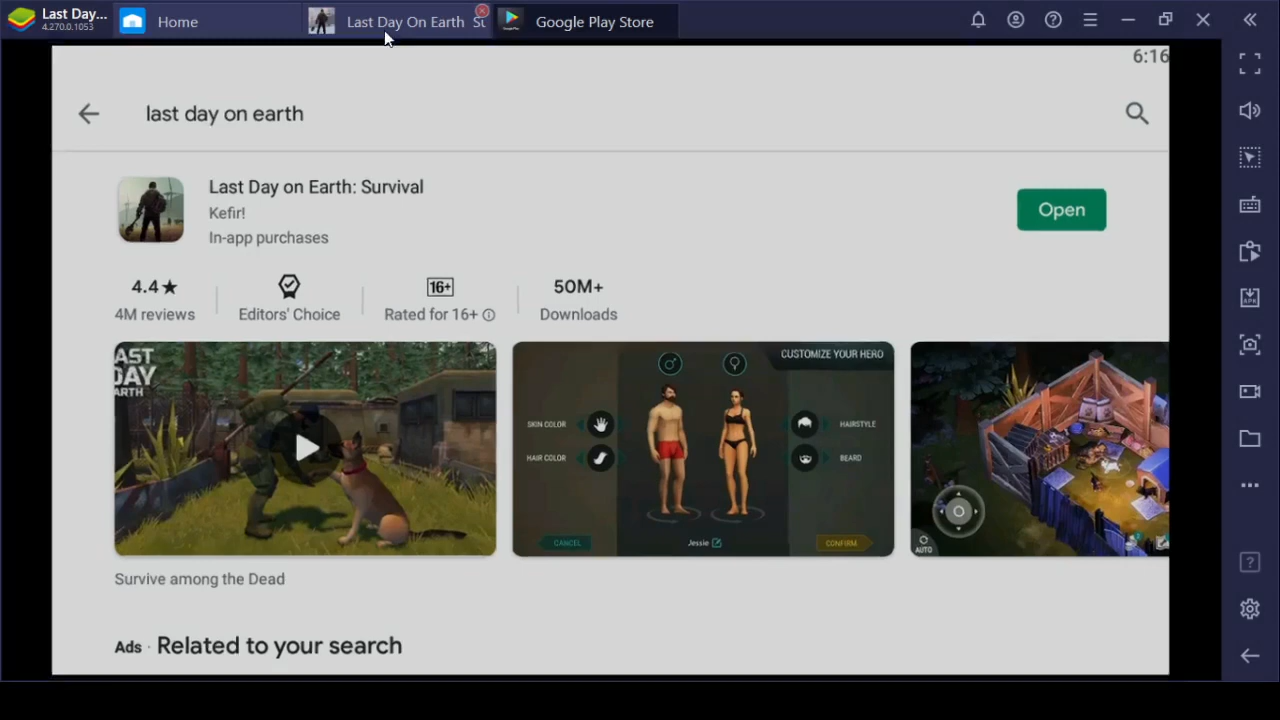 Last Day...
4.270.0.1053
Home
Last Day On Earth Su
Google Play Store
6:16
last day on earth
Last Day on Earth: Survival
Kefir!
In-app purchases
Open
4.4★
4M reviews
Editors' Choice
16+
Rated for 16+
50M+
Downloads
LAST
DAY
EARTH
CUSTOMIZE YOUR HERO
SKIN COLOR
HAIRSTYLE
HAIR COLOR
BEARD
CANCEL
Jessie
CONFIRM
AUTO
Survive among the Dead
Ads · Related to your search
APK